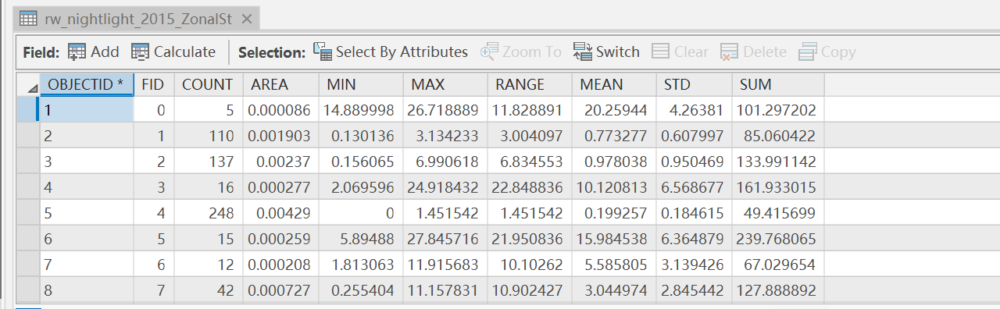 rw_nightlight_2015_ZonalSt ×
Field: Add Calculate Selection: Select By Attributes Zoom To Switch Clear Delete Copy
OBJECTID * FID COUNT AREA MIN MAX RANGE MEAN STD SUM
1 0 5 0.000086 14.889998 26.718889 11.828891 20.25944 4.26381 101.297202
2 1 110 0.001903 0.130136 3.134233 3.004097 0.773277 0.607997 85.060422
3 2 137 0.00237 0.156065 6.990618 6.834553 0.978038 0.950469 133.991142
4 3 16 0.000277 2.069596 24.918432 22.848836 10.120813 6.568677 161.933015
5 4 248 0.00429 0 1.451542 1.451542 0.199257 0.184615 49.415699
6 5 15 0.000259 5.89488 27.845716 21.950836 15.984538 6.364879 239.768065
7 6 12 0.000208 1.813063 11.915683 10.10262 5.585805 3.139426 67.029654
8 7 42 0.000727 0.255404 11.157831 10.902427 3.044974 2.845442 127.888892